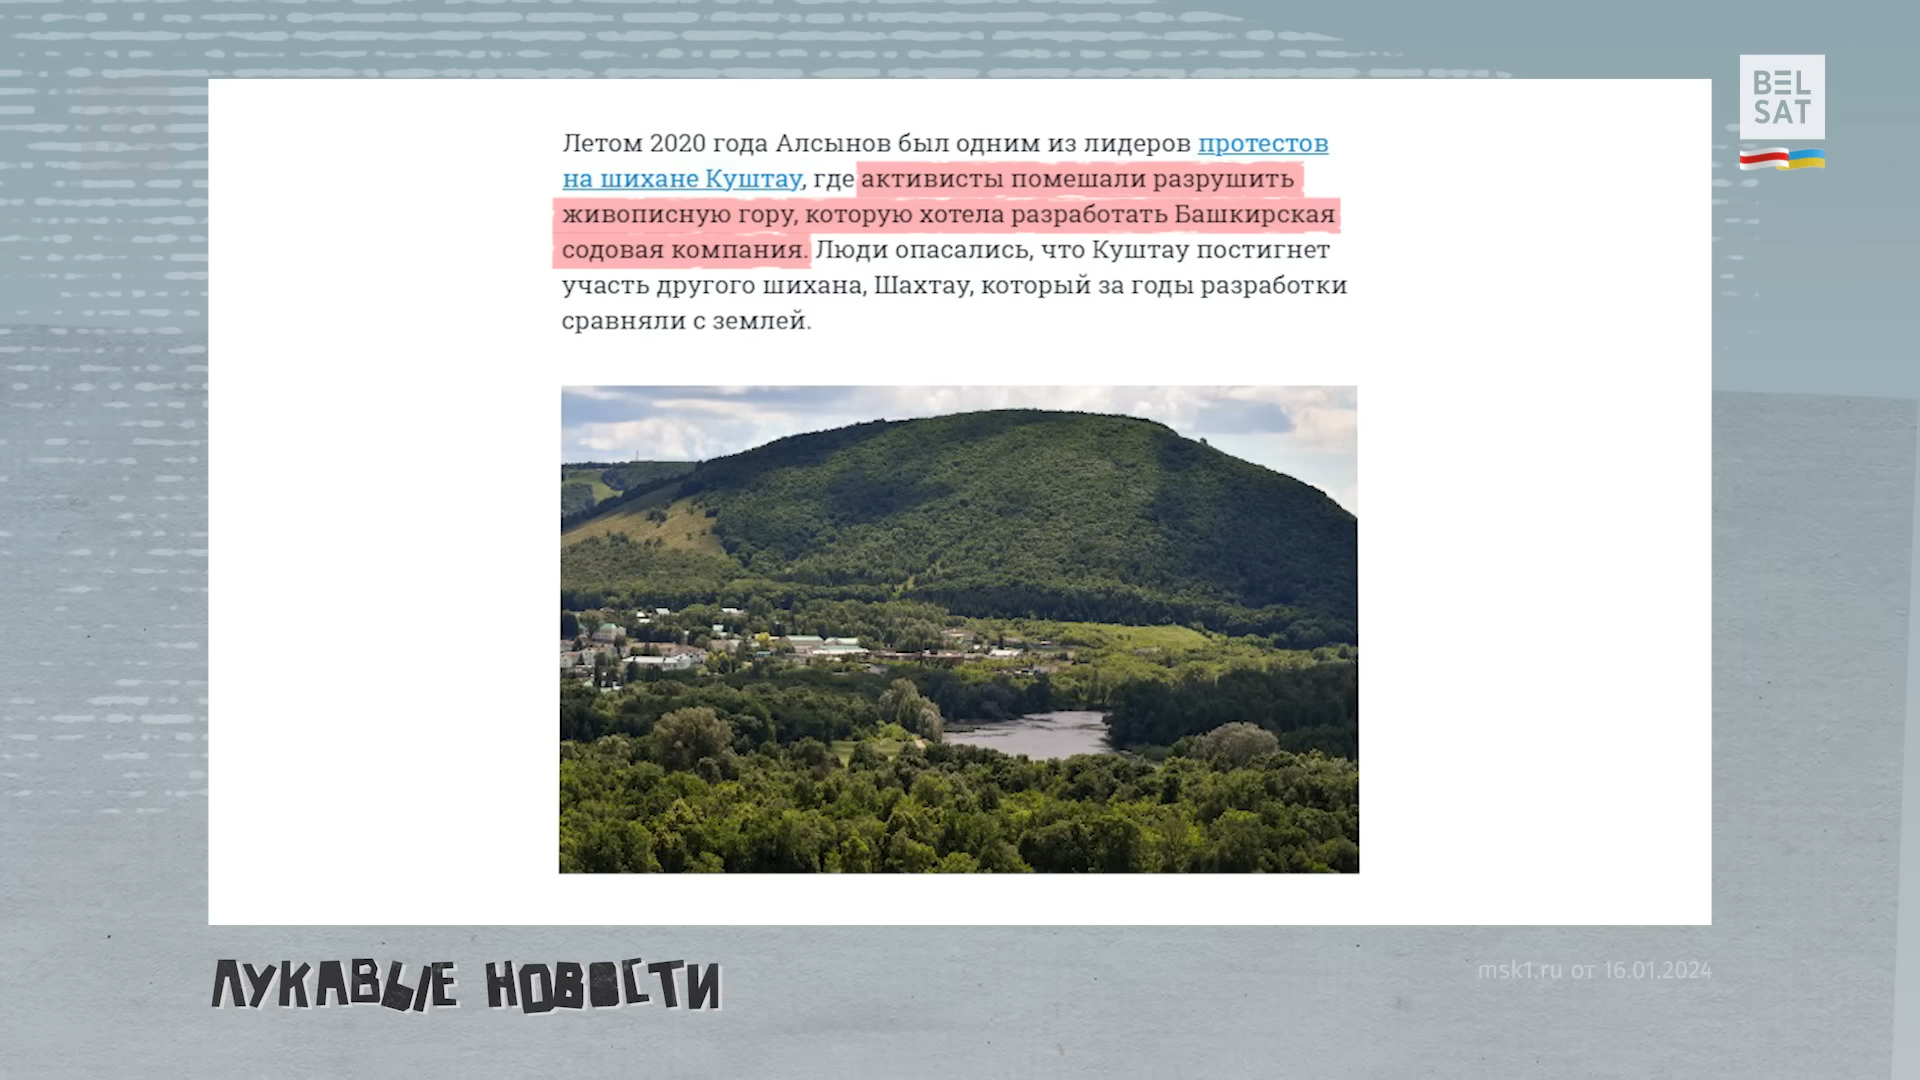 BEL
SAT
Летом 2020 года Алсынов был одним из лидеров протестов
на шихане Куштау, где активисты помешали разрушить
живописную гору, которую хотела разработать Башкирская
содовая компания. Люди опасались, что Куштау постигнет
участь другого шихана, Шахтау, который за годы разработки
сравняли с землей.
ЛУКАВЫЕ НОВОСТИ
msk1.ru от 16.01.2024